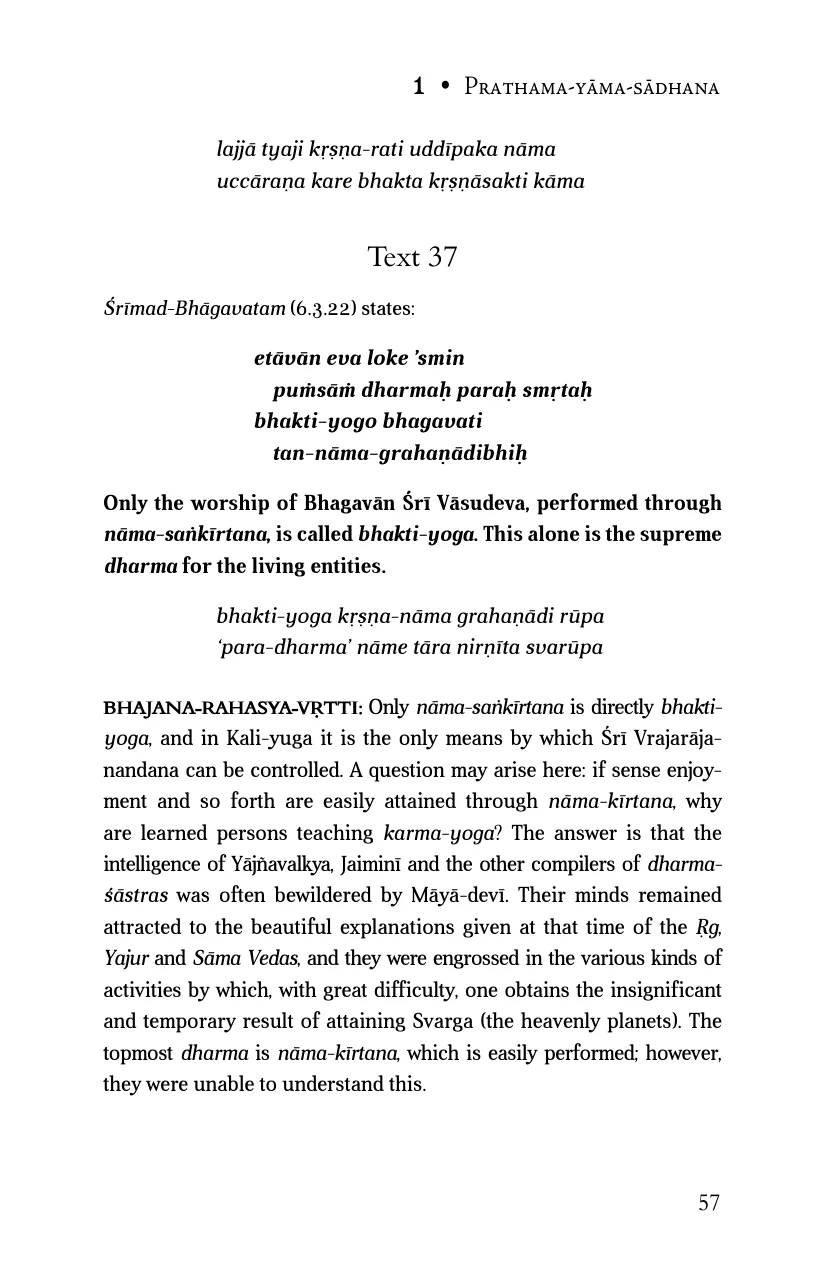 1 • Prathama-yāma-sādhana
lajjā tyaji kṛṣṇa-rati uddīpaka nāma
uccāraṇa kare bhakta kṛṣṇāsakti kāma
Text 37
Śrīmad-Bhāgavatam (6.3.22) states:
etāvān eva loke ’smin
puṁsāṁ dharmaḥ paraḥ smṛtaḥ
bhakti-yogo bhagavati
tan-nāma-grahaṇādibhiḥ
Only the worship of Bhagavān Śrī Vāsudeva, performed through
nāma-saṅkīrtana, is called bhakti-yoga. This alone is the supreme
dharma for the living entities.
bhakti-yoga kṛṣṇa-nāma grahaṇādi rūpa
‘para-dharma’ nāme tāra nirṇīta svarūpa
BHAJANA-RAHASYA-VṚTTI: Only nāma-saṅkīrtana is directly bhakti-
yoga, and in Kali-yuga it is the only means by which Śrī Vrajarāja-
nandana can be controlled. A question may arise here: if sense enjoy-
ment and so forth are easily attained through nāma-kīrtana, why
are learned persons teaching karma-yoga? The answer is that the
intelligence of Yājñavalkya, Jaiminī and the other compilers of dharma-
śāstras was often bewildered by Māyā-devī. Their minds remained
attracted to the beautiful explanations given at that time of the Ṛg,
Yajur and Sāma Vedas, and they were engrossed in the various kinds of
activities by which, with great difficulty, one obtains the insignificant
and temporary result of attaining Svarga (the heavenly planets). The
topmost dharma is nāma-kīrtana, which is easily performed; however,
they were unable to understand this.
57